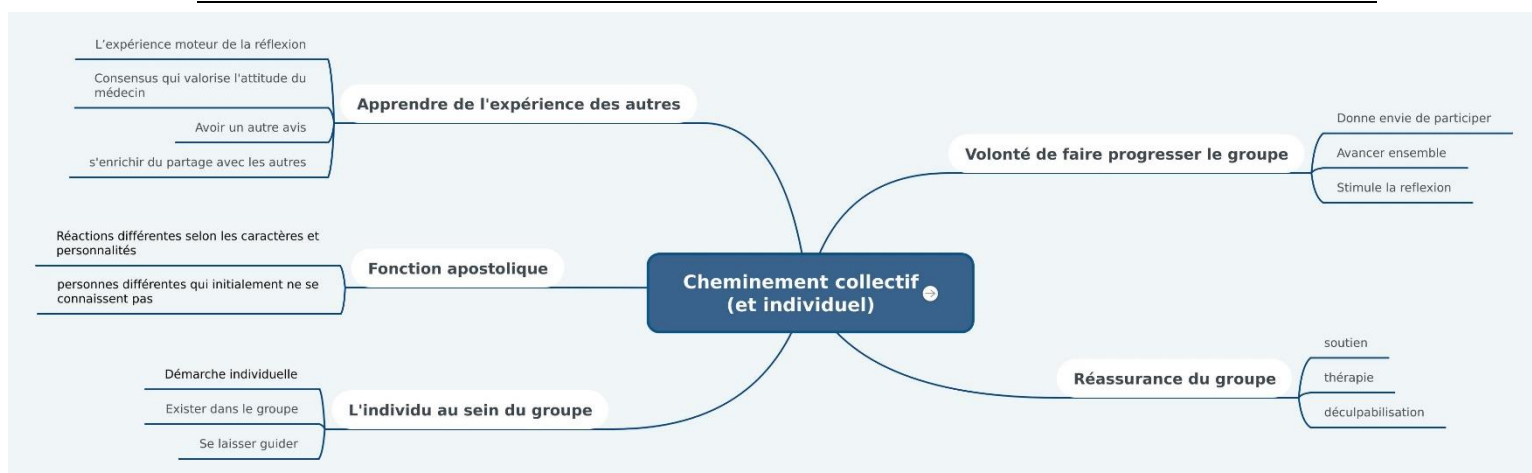 L'expérience moteur de la réflexion
Consensus qui valorise l'attitude du
médecin
Avoir un autre avis
s'enrichir du partage avec les autres
Apprendre de l'expérience des autres
Réactions différentes selon les caractères et
personnalités
personnes différentes qui initialement ne se
connaissent pas
Fonction apostolique
Démarche individuelle
Exister dans le groupe
Se laisser guider
L'individu au sein du groupe
Cheminement collectif
(et individuel)
Volonté de faire progresser le groupe
Donne envie de participer
Avancer ensemble
Stimule la reflexion
Réassurance du groupe
soutien
thérapie
déculpabilisation